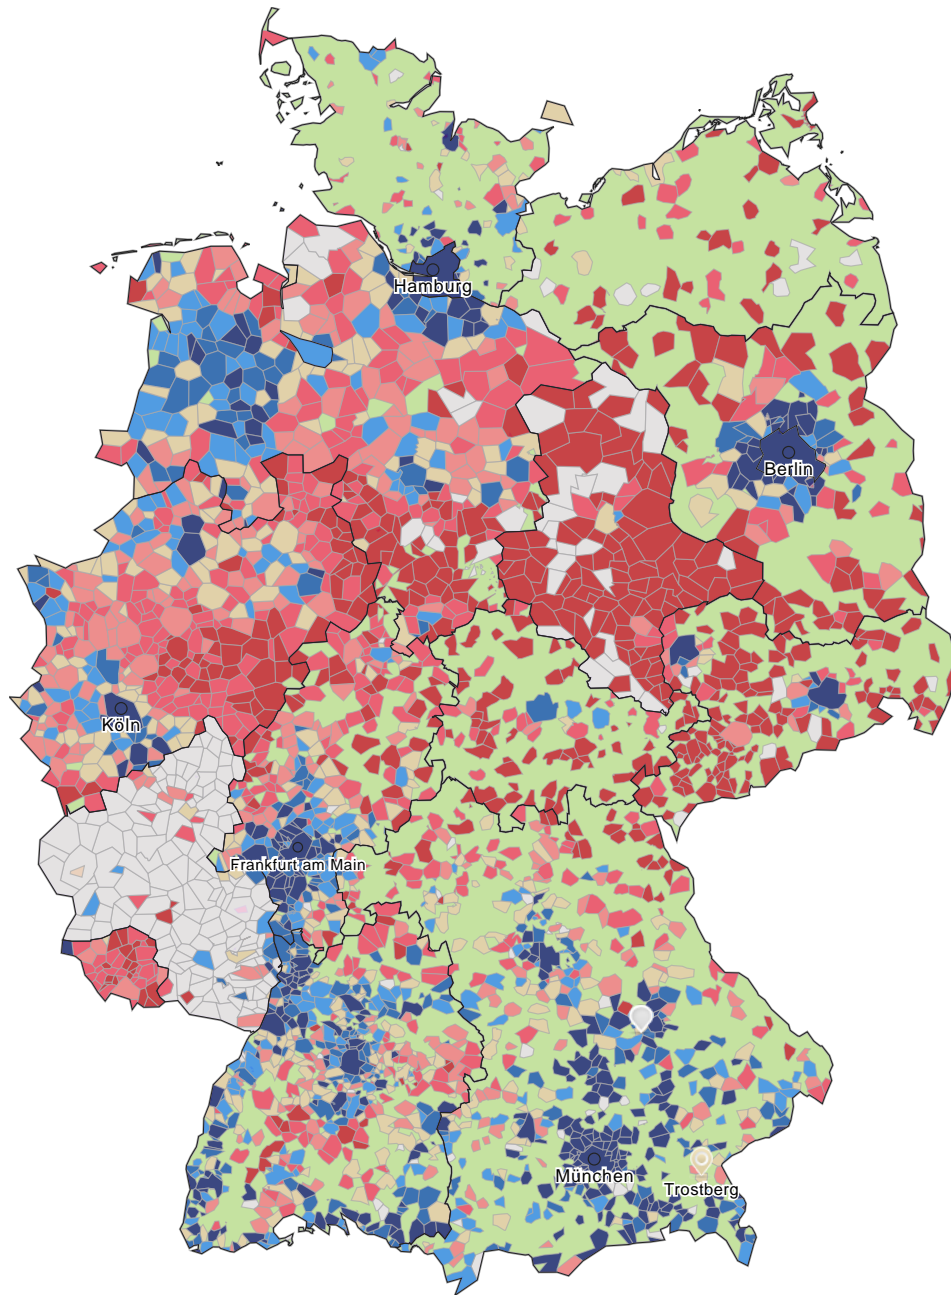 Hamburg
Berlin
Köln
Frankfurt am Main
München
Trostberg